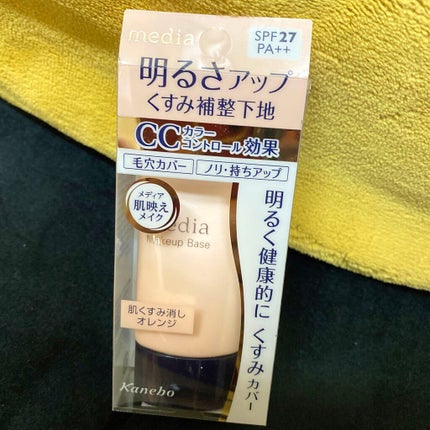 media
SPF27
PA++
明るさアップ
くすみ補整下地
CCカラーコントロール効果
毛穴カバー ノリ・持ちアップ
メディア
肌映え
メイク
明るく健康的に くすみカバー
media
Makeup Base
肌くすみ消し
オレンジ
Kanebo